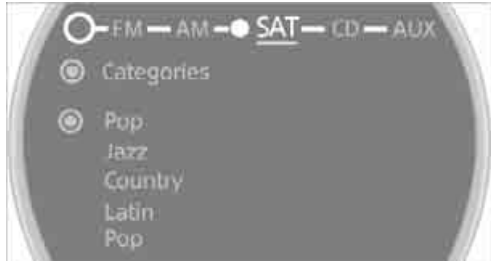 FM AM SAT CD AUX
Categories
Pop
Jazz
Country
Latin
Pop